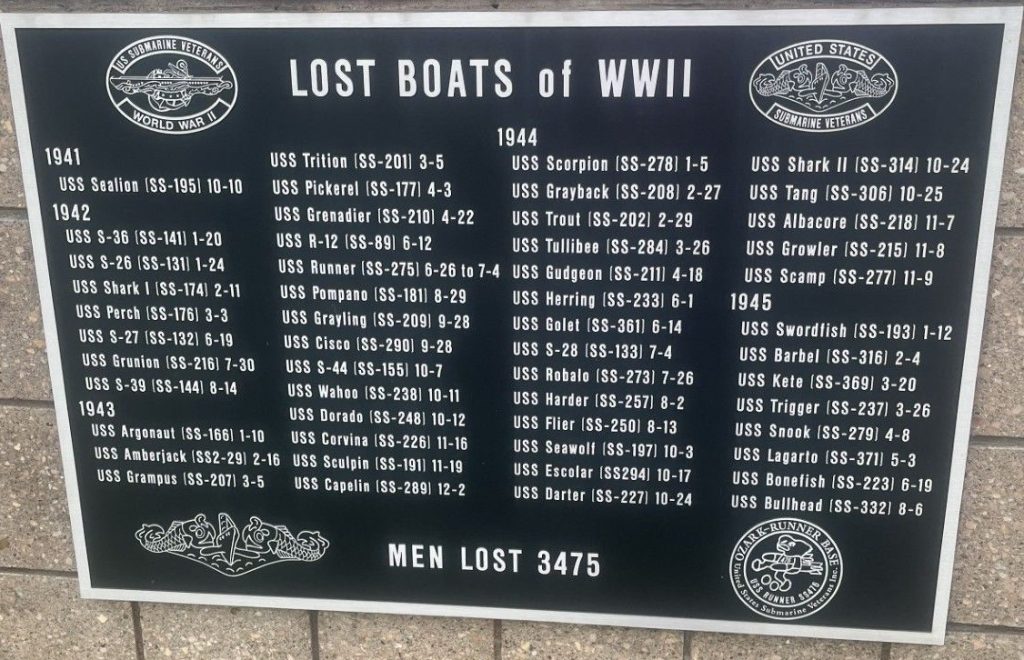 US SUBMARINE VETERANS
WORLD WAR II
LOST BOATS of WWII
UNITED STATES
SUBMARINE VETERANS
1941
USS Sealion (SS-195) 10-10
1942
USS S-36 (SS-141) 1-20
USS S-26 (SS-131) 1-24
USS Shark I (SS-174) 2-11
USS Perch (SS-176) 3-3
USS S-27 (SS-132) 6-19
USS Grunion (SS-216) 7-30
USS S-39 (SS-144) 8-14
1943
USS Argonaut (SS-166) 1-10
USS Amberjack (SS2-29) 2-16
USS Grampus (SS-207) 3-5
USS Trition (SS-201) 3-5
USS Pickerel (SS-177) 4-3
USS Grenadier (SS-210) 4-22
USS R-12 (SS-89) 6-12
USS Runner (SS-275) 6-26 to 7-4
USS Pompano (SS-181) 8-29
USS Grayling (SS-209) 9-28
USS Cisco (SS-290) 9-28
USS S-44 (SS-155) 10-7
USS Wahoo (SS-238) 10-11
USS Dorado (SS-248) 10-12
USS Corvina (SS-226) 11-16
USS Sculpin (SS-191) 11-19
USS Capelin (SS-289) 12-2
1944
USS Scorpion (SS-278) 1-5
USS Grayback (SS-208) 2-27
USS Trout (SS-202) 2-29
USS Tullibee (SS-284) 3-26
USS Gudgeon (SS-211) 4-18
USS Herring (SS-233) 6-1
USS Golet (SS-361) 6-14
USS S-28 (SS-133) 7-4
USS Robalo (SS-273) 7-26
USS Harder (SS-257) 8-2
USS Flier (SS-250) 8-13
USS Seawolf (SS-197) 10-3
USS Escolar (SS294) 10-17
USS Darter (SS-227) 10-24
USS Shark II (SS-314) 10-24
USS Tang (SS-306) 10-25
USS Albacore (SS-218) 11-7
USS Growler (SS-215) 11-8
USS Scamp (SS-277) 11-9
1945
USS Swordfish (SS-193) 1-12
USS Barbel (SS-316) 2-4
USS Kete (SS-369) 3-20
USS Trigger (SS-237) 3-26
USS Snook (SS-279) 4-8
USS Lagarto (SS-371) 5-3
USS Bonefish (SS-223) 6-19
USS Bullhead (SS-332) 8-6
MEN LOST 3475
OZARK-RUNNER BASE
USS RUNNER SS476
United States Submarine Veterans Inc.